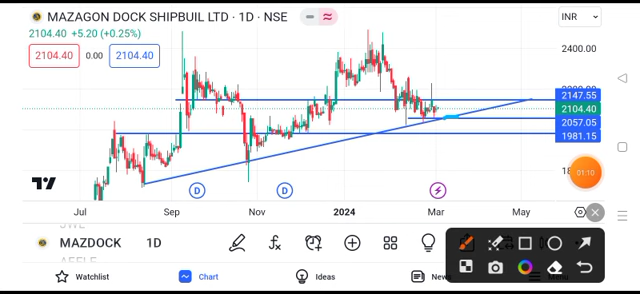 MAZAGON DOCK SHIPBUIL LTD · 1D · NSE
INR
2104.40 +5.20 (+0.25%)
2104.40 0.00 2104.40
2400.00
2147.55
2104.40
2057.05
1981.15
01:10
D D
Jul Sep Nov 2024 Mar May
MAZDOCK 1D
Watchlist Chart Ideas News